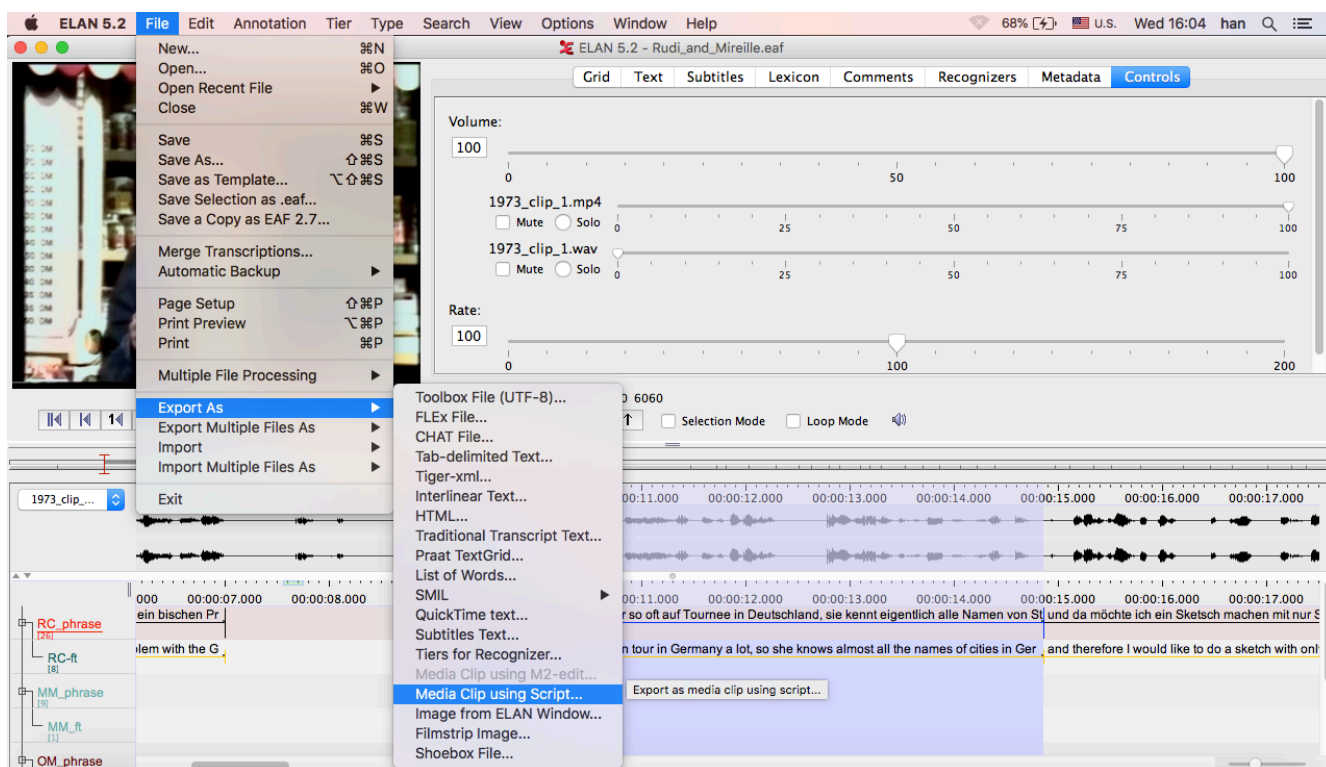 ELAN 5.2 File Edit Annotation Tier Type Search View Options Window Help 68% U.S. Wed 16:04 han
ELAN 5.2 - Rudi_and_Mireille.eaf
New... ⌘N
Open... ⌘O
Open Recent File
Close ⌘W
Save ⌘S
Save As... ⇧⌘S
Save as Template... ⌥⇧⌘S
Save Selection as .eaf...
Save a Copy as EAF 2.7...
Merge Transcriptions...
Automatic Backup
Page Setup ⇧⌘P
Print Preview ⌥⌘P
Print ⌘P
Multiple File Processing
Export As
Export Multiple Files As
Import
Import Multiple Files As
Exit
Grid Text Subtitles Lexicon Comments Recognizers Metadata Controls
Volume:
100
0 50 100
1973_clip_1.mp4
Mute Solo 0 25 50 75 100
1973_clip_1.wav
Mute Solo 0 25 50 75 100
Rate:
100
0 100 200
Toolbox File (UTF-8)...
FLEx File...
CHAT File...
Tab-delimited Text...
Tiger-xml...
Interlinear Text...
HTML...
Traditional Transcript Text...
Praat TextGrid...
List of Words...
SMIL
QuickTime text...
Subtitles Text...
Tiers for Recognizer...
Media Clip using M2-edit...
Media Clip using Script...
Image from ELAN Window...
Filmstrip Image...
Shoebox File...
Export as media clip using script...
6060
Selection Mode Loop Mode
1973_clip_...
00:11.000 00:00:12.000 00:00:13.000 00:00:14.000 00:00:15.000 00:00:16.000 00:00:17.000
000 00:00:07.000 00:00:08.000 00:11.000 00:00:12.000 00:00:13.000 00:00:14.000 00:00:15.000 00:00:16.000 00:00:17.000
RC_phrase
[26]
ein bischen Pr
r so oft auf Tournee in Deutschland, sie kennt eigentlich alle Namen von St und da möchte ich ein Sketsch machen mit nur S
RC-ft
[8]
lem with the G
n tour in Germany a lot, so she knows almost all the names of cities in Ger and therefore I would like to do a sketch with onl
MM_phrase
[9]
MM_ft
[1]
OM_phrase